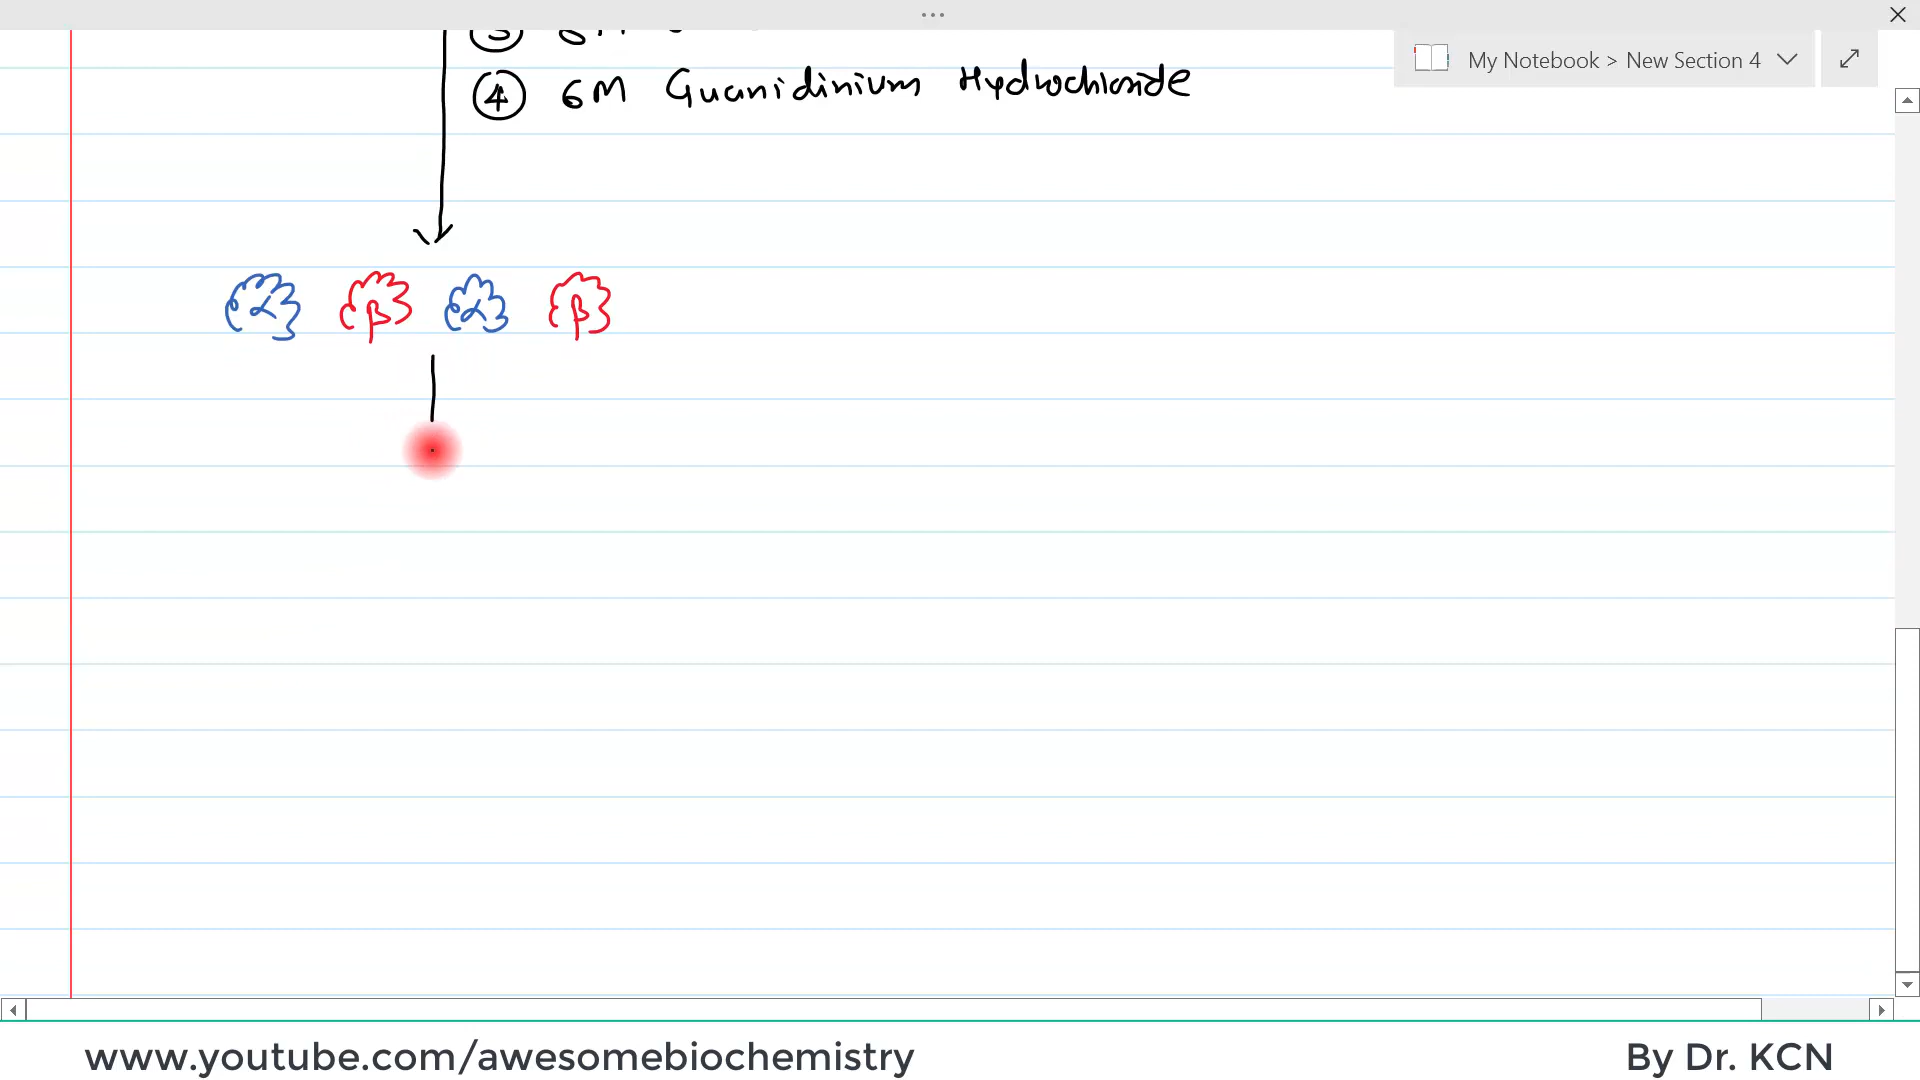 My Notebook > New Section 4
④ 6M Guanidinium Hydrochloride
α β α β
www.youtube.com/awesomebiochemistry
By Dr. KCN